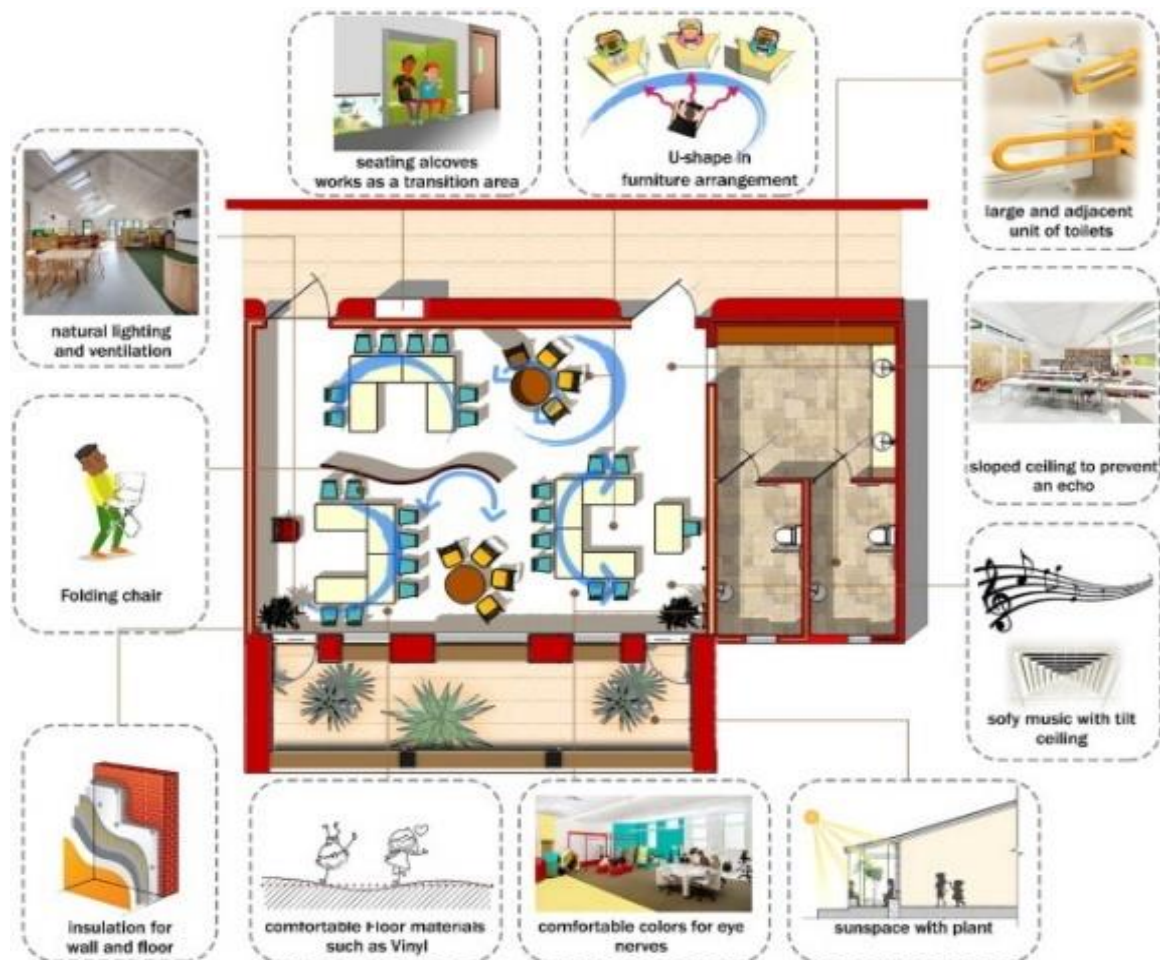 seating alcoves
works as a transition area
U-shape in
furniture arrangement
large and adjacent
unit of toilets
natural lighting
and ventilation
sloped ceiling to prevent
an echo
Folding chair
sofy music with tilt
ceiling
insulation for
wall and floor
comfortable Floor materials
such as Vinyl
comfortable colors for eye
nerves
sunspace with plant